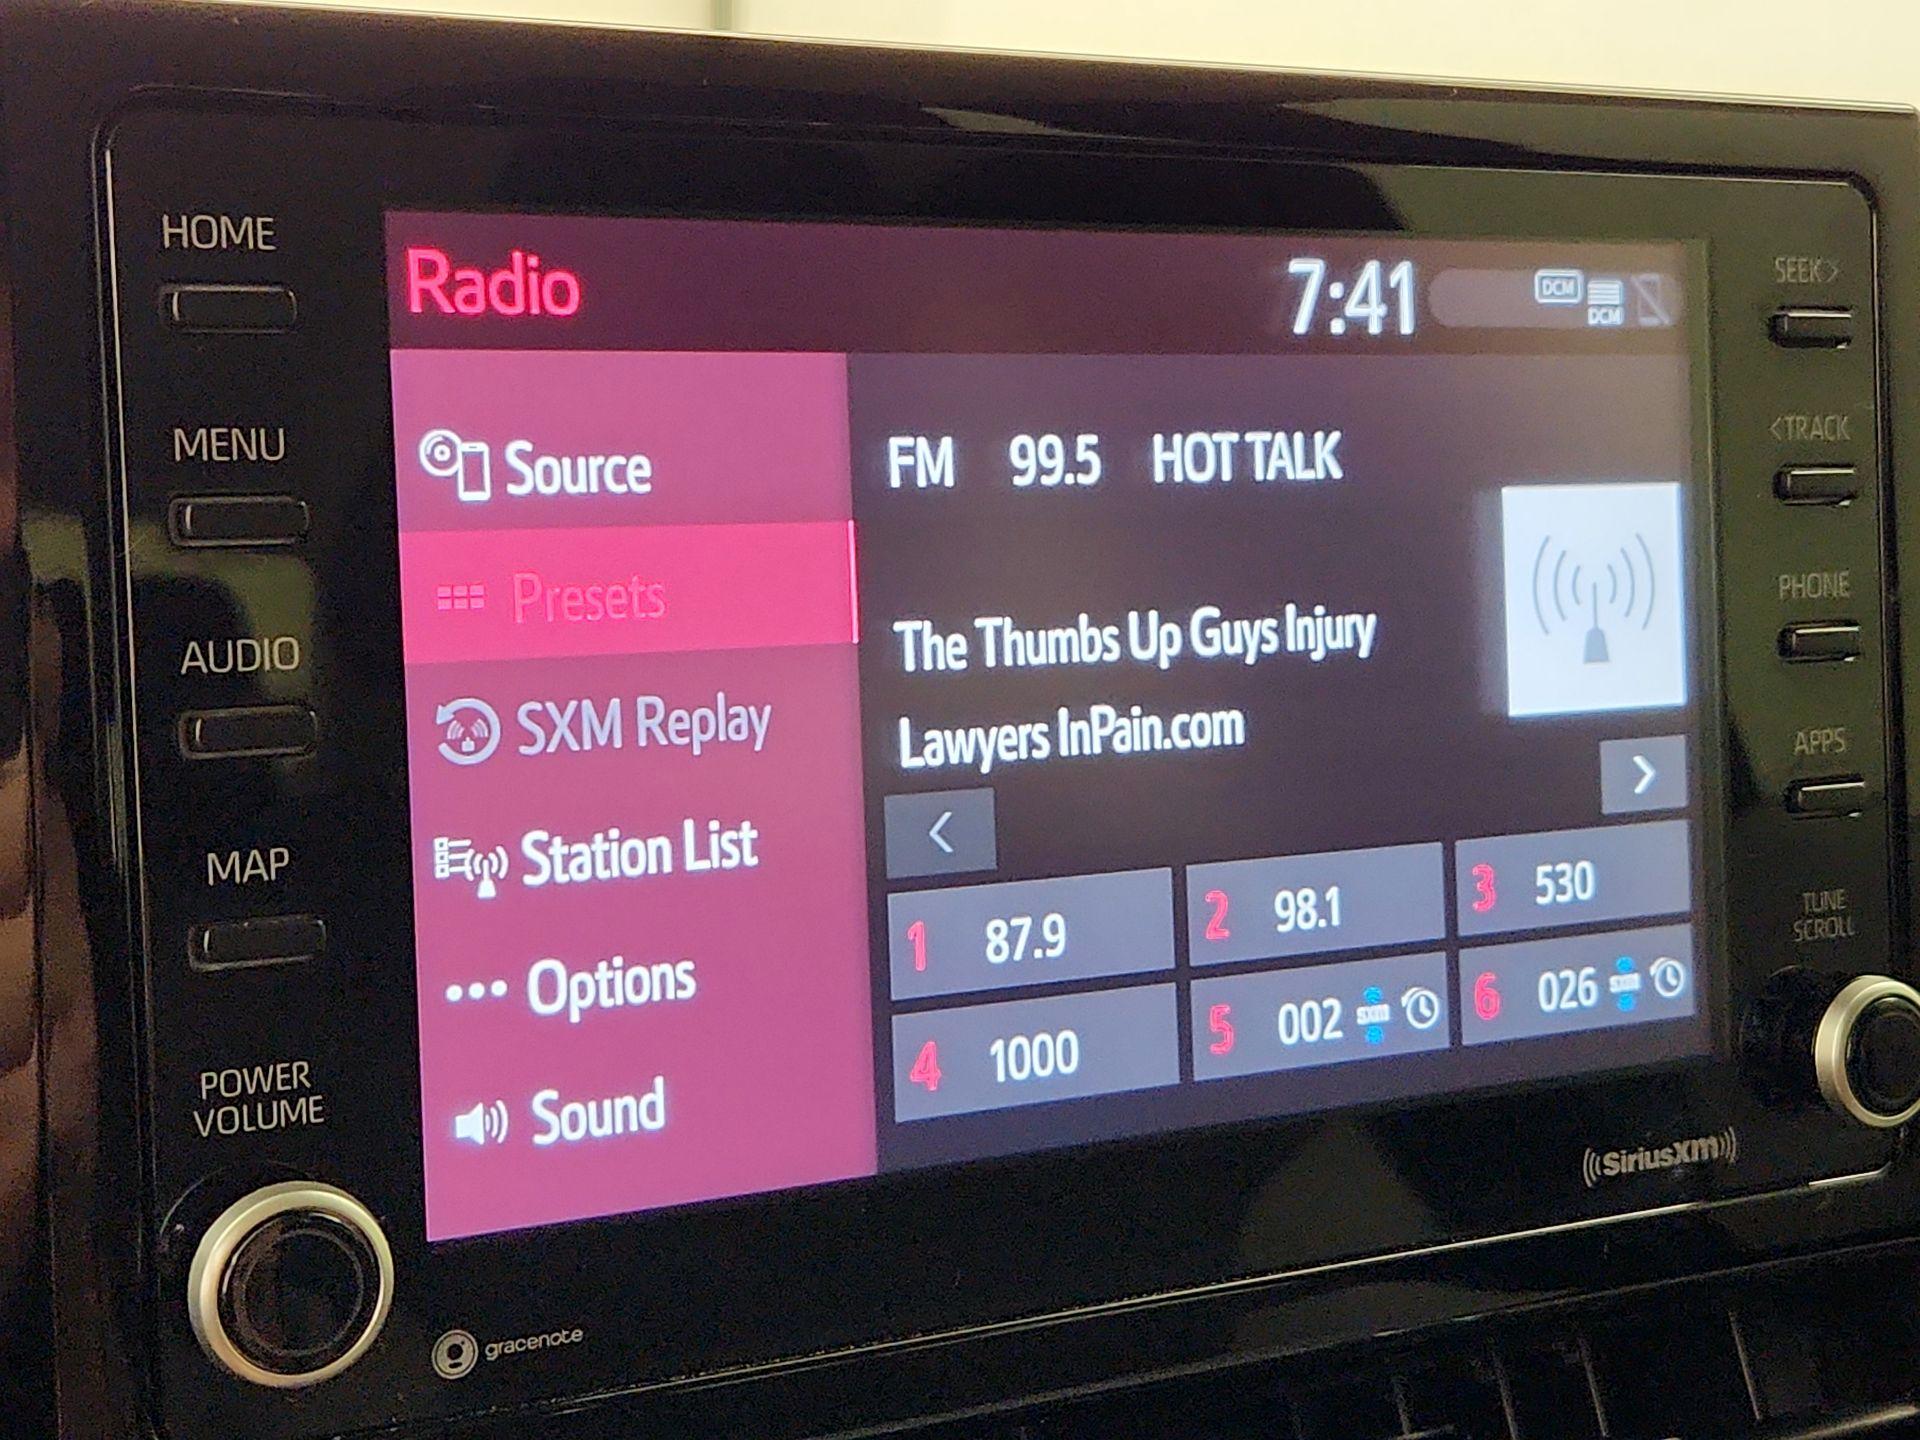 HOME
MENU
AUDIO
MAP
POWER
VOLUME
Radio
7:41
DCM
DCM
Source
Presets
SXM Replay
Station List
Options
Sound
FM 99.5 HOT TALK
The Thumbs Up Guys Injury
Lawyers InPain.com
<
>
1 87.9
2 98.1
3 530
4 1000
5 002 sxm
6 026 sxm
SEEK>
<TRACK
PHONE
APPS
TUNE
SCROLL
SiriusXM
gracenote